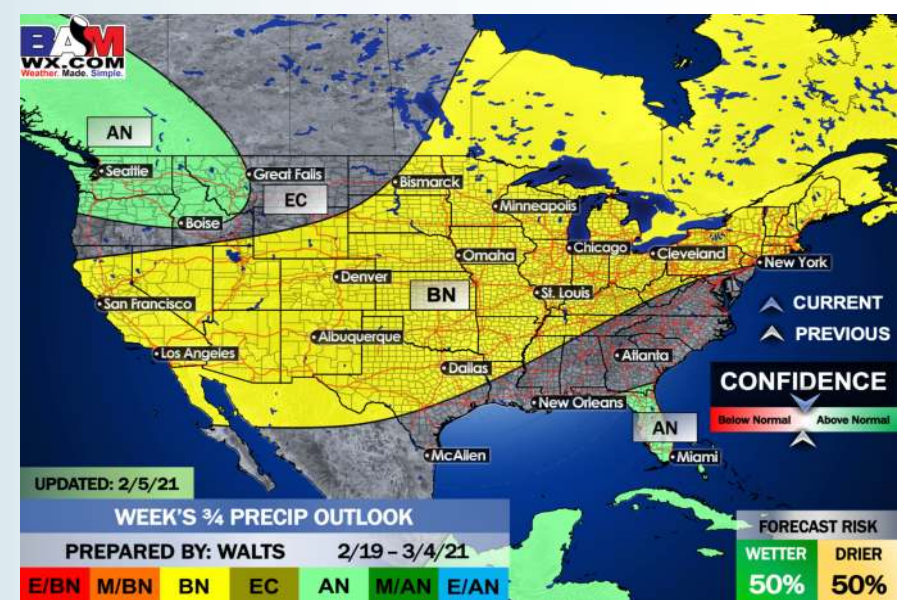 BAM
WX.COM
Weather. Made. Simple.
AN
Seattle
Great Falls
EC
Bismarck
Boise
Minneapolis
Omaha
Chicago
Cleveland
New York
Denver
BN
St. Louis
San Francisco
CURRENT
Albuquerque
PREVIOUS
Los Angeles
Atlanta
Dallas
CONFIDENCE
Below Normal
Above Normal
New Orleans
AN
McAllen
Miami
UPDATED: 2/5/21
WEEK'S ¾ PRECIP OUTLOOK
PREPARED BY: WALTS 2/19 – 3/4/21
E/BN M/BN BN EC AN M/AN E/AN
FORECAST RISK
WETTER DRIER
50% 50%